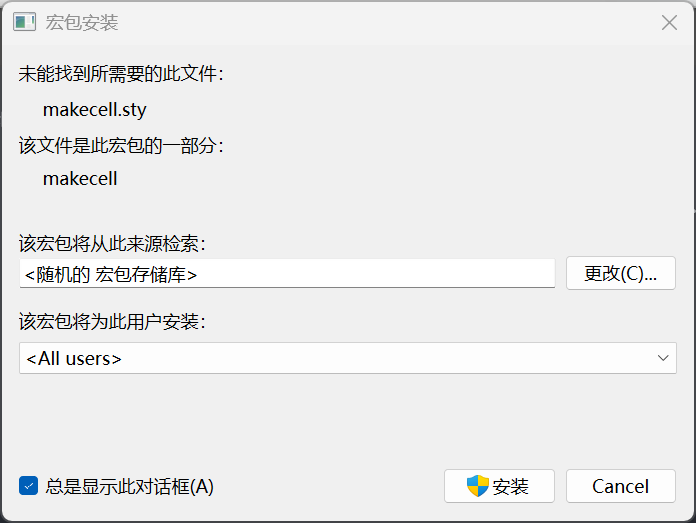 宏包安装
未能找到所需要的此文件：
makecell.sty
该文件是此宏包的一部分：
makecell
该宏包将从此来源检索：
<随机的 宏包存储库>
更改(C)...
该宏包将为此用户安装：
<All users>
总是显示此对话框(A)
安装
Cancel